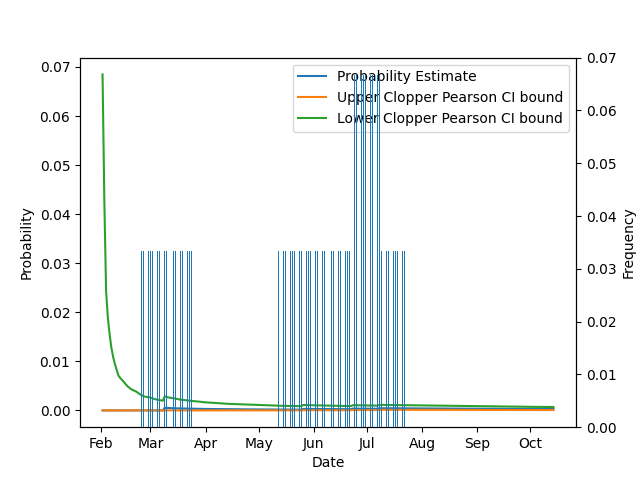 Probability Estimate
Upper Clopper Pearson CI bound
Lower Clopper Pearson CI bound
0.07
0.06
0.05
0.04
0.03
0.02
0.01
0.00
Probability
0.07
0.06
0.05
0.04
0.03
0.02
0.01
0.00
Frequency
Feb Mar Apr May Jun Jul Aug Sep Oct
Date